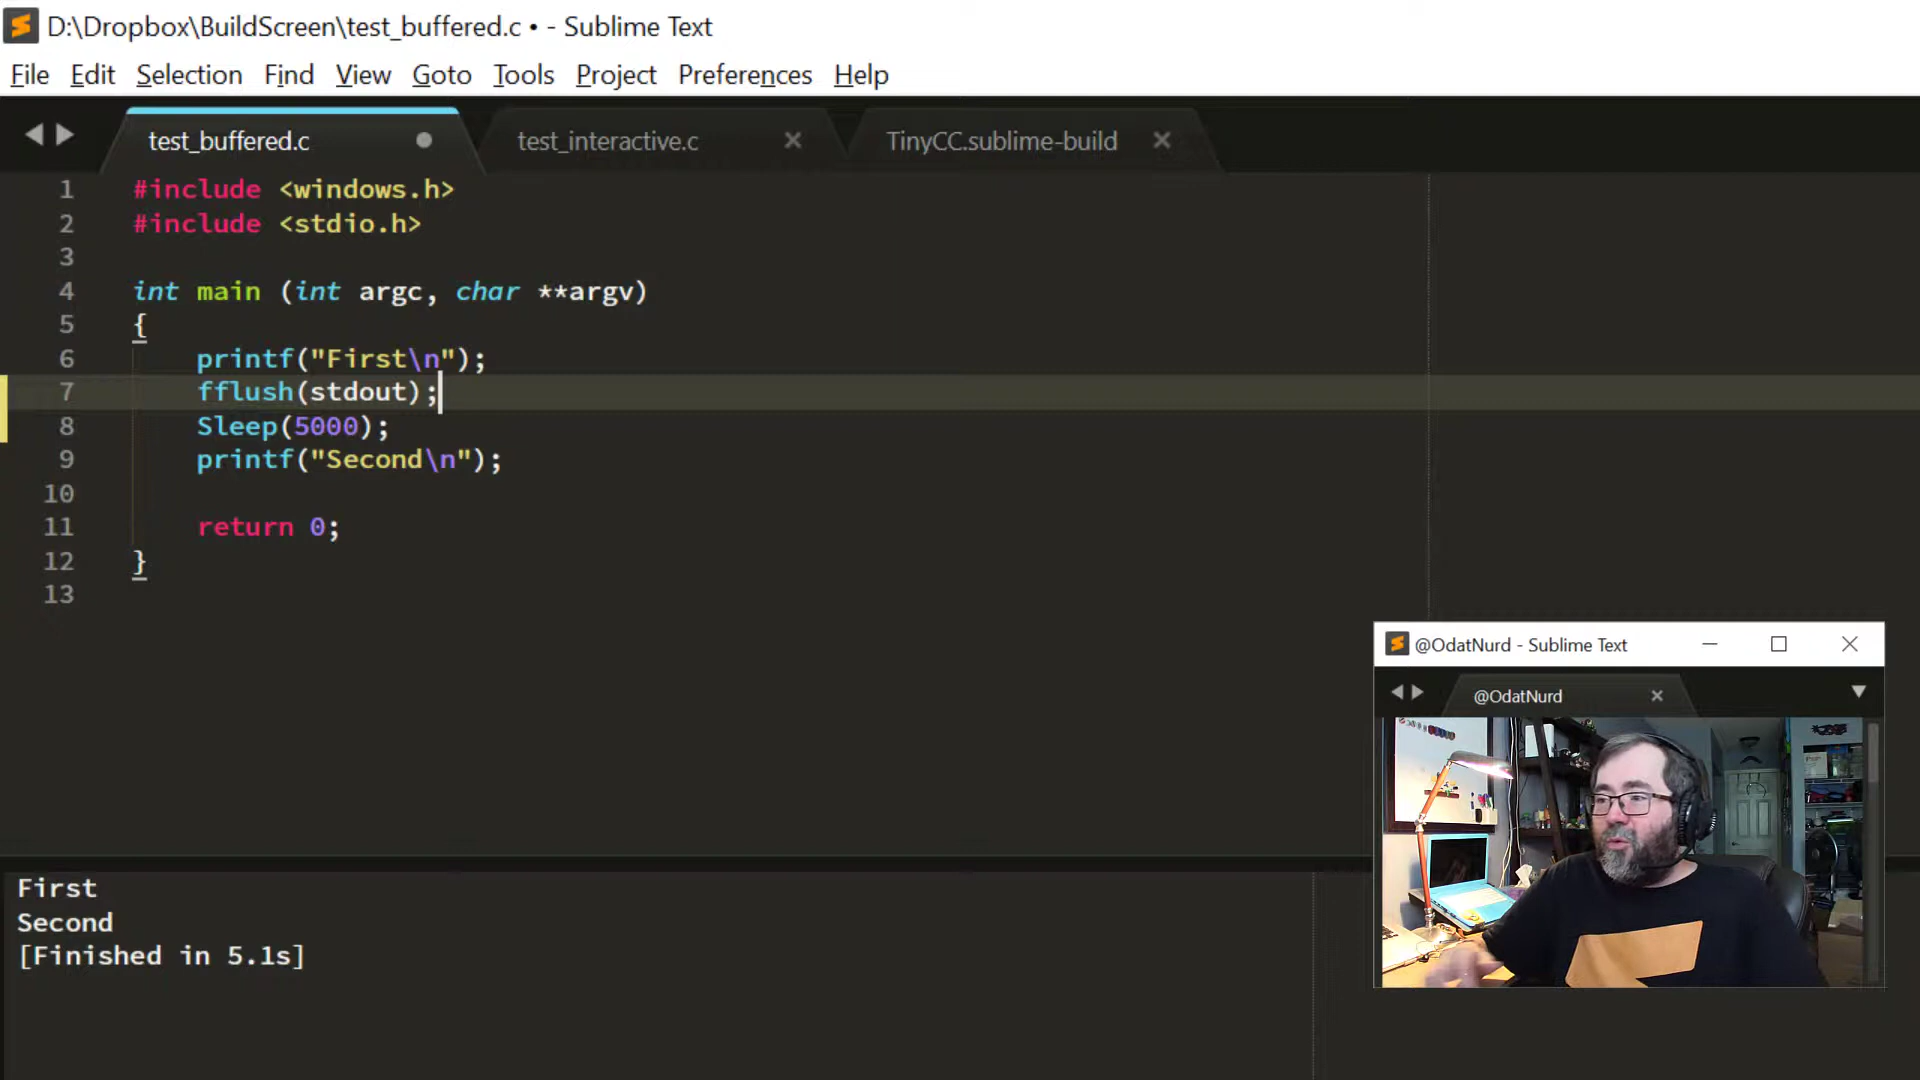 D:\Dropbox\BuildScreen\test_buffered.c • - Sublime Text
File Edit Selection Find View Goto Tools Project Preferences Help
test_buffered.c test_interactive.c TinyCC.sublime-build
1 #include <windows.h>
2 #include <stdio.h>
3
4 int main (int argc, char **argv)
5 {
6 printf("First\n");
7 fflush(stdout);
8 Sleep(5000);
9 printf("Second\n");
10
11 return 0;
12 }
13
@OdatNurd - Sublime Text
@OdatNurd
First
Second
[Finished in 5.1s]